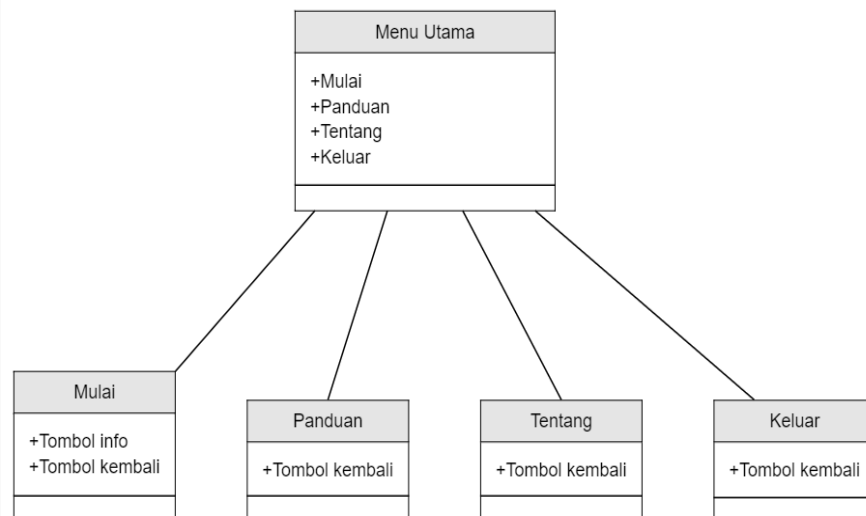 Menu Utama
+Mulai
+Panduan
+Tentang
+Keluar
Mulai
+Tombol info
+Tombol kembali
Panduan
+Tombol kembali
Tentang
+Tombol kembali
Keluar
+Tombol kembali